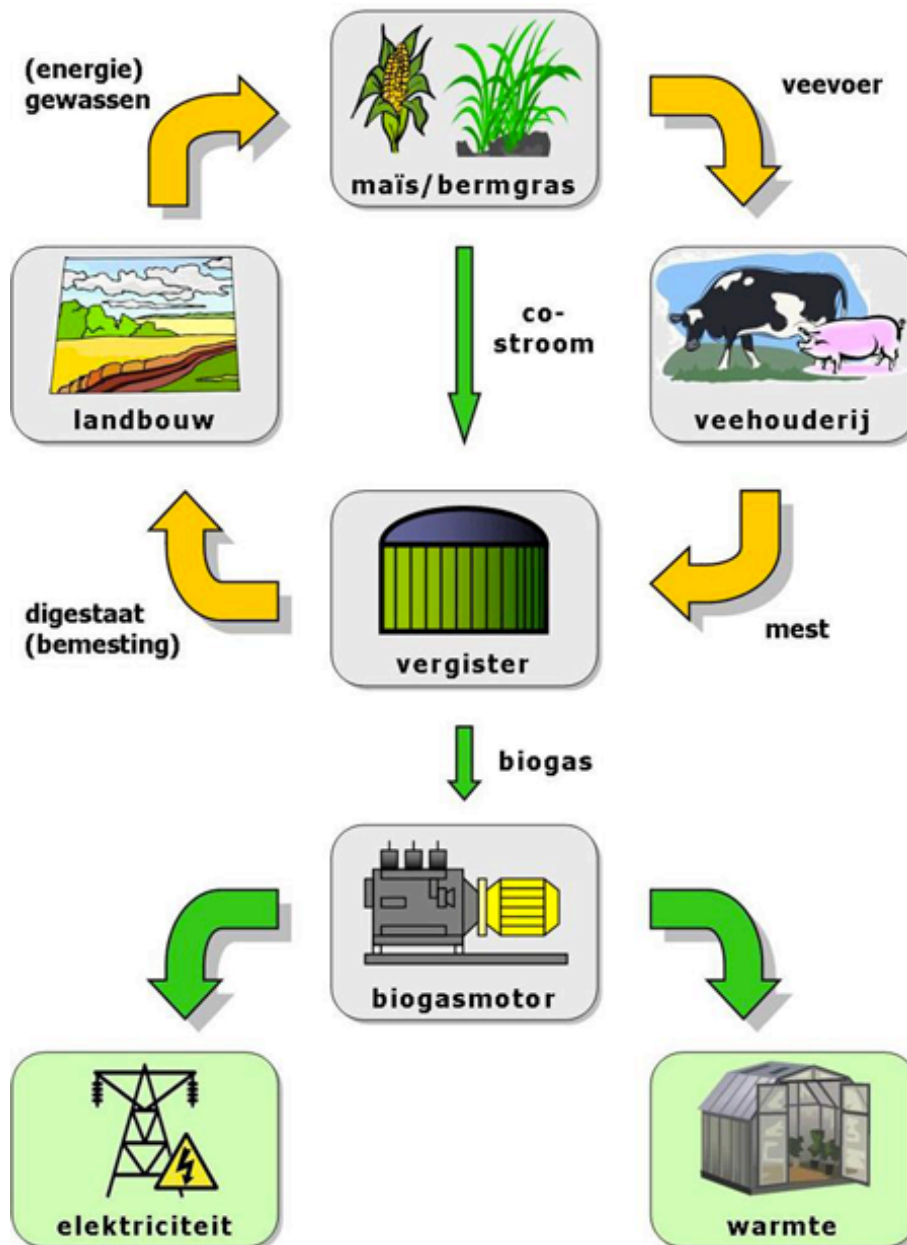 (energie)
gewassen
maïs/bermgras
veevoer
landbouw
co-
stroom
veehouderij
digestaat
(bemesting)
vergister
mest
biogas
biogasmotor
elektriciteit
warmte